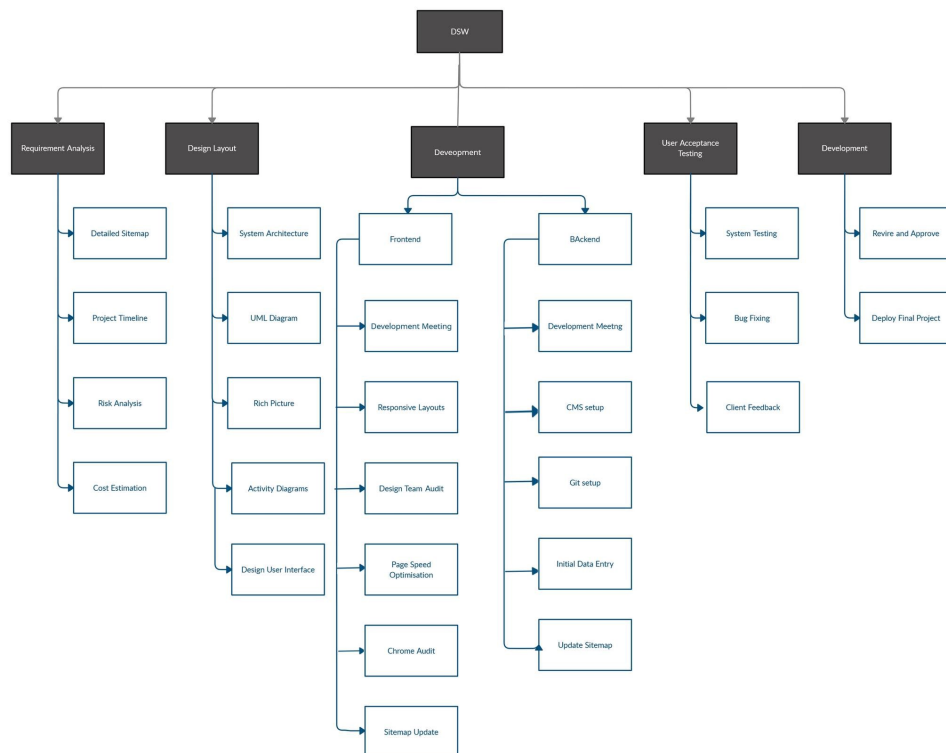 DSW
Requirement Analysis
Design Layout
Deveopment
User Acceptance
Testing
Development
Detailed Sitemap
System Architecture
Frontend
BAckend
System Testing
Revire and Approve
Project Timeline
UML Diagram
Development Meeting
Development Meetng
Bug Fixing
Deploy Final Project
Risk Analysis
Rich Picture
Responsive Layouts
CMS setup
Client Feedback
Cost Estimation
Activity Diagrams
Design Team Audit
Git setup
Design User Interface
Page Speed
Optimisation
Initial Data Entry
Chrome Audit
Update Sitemap
Sitemap Update